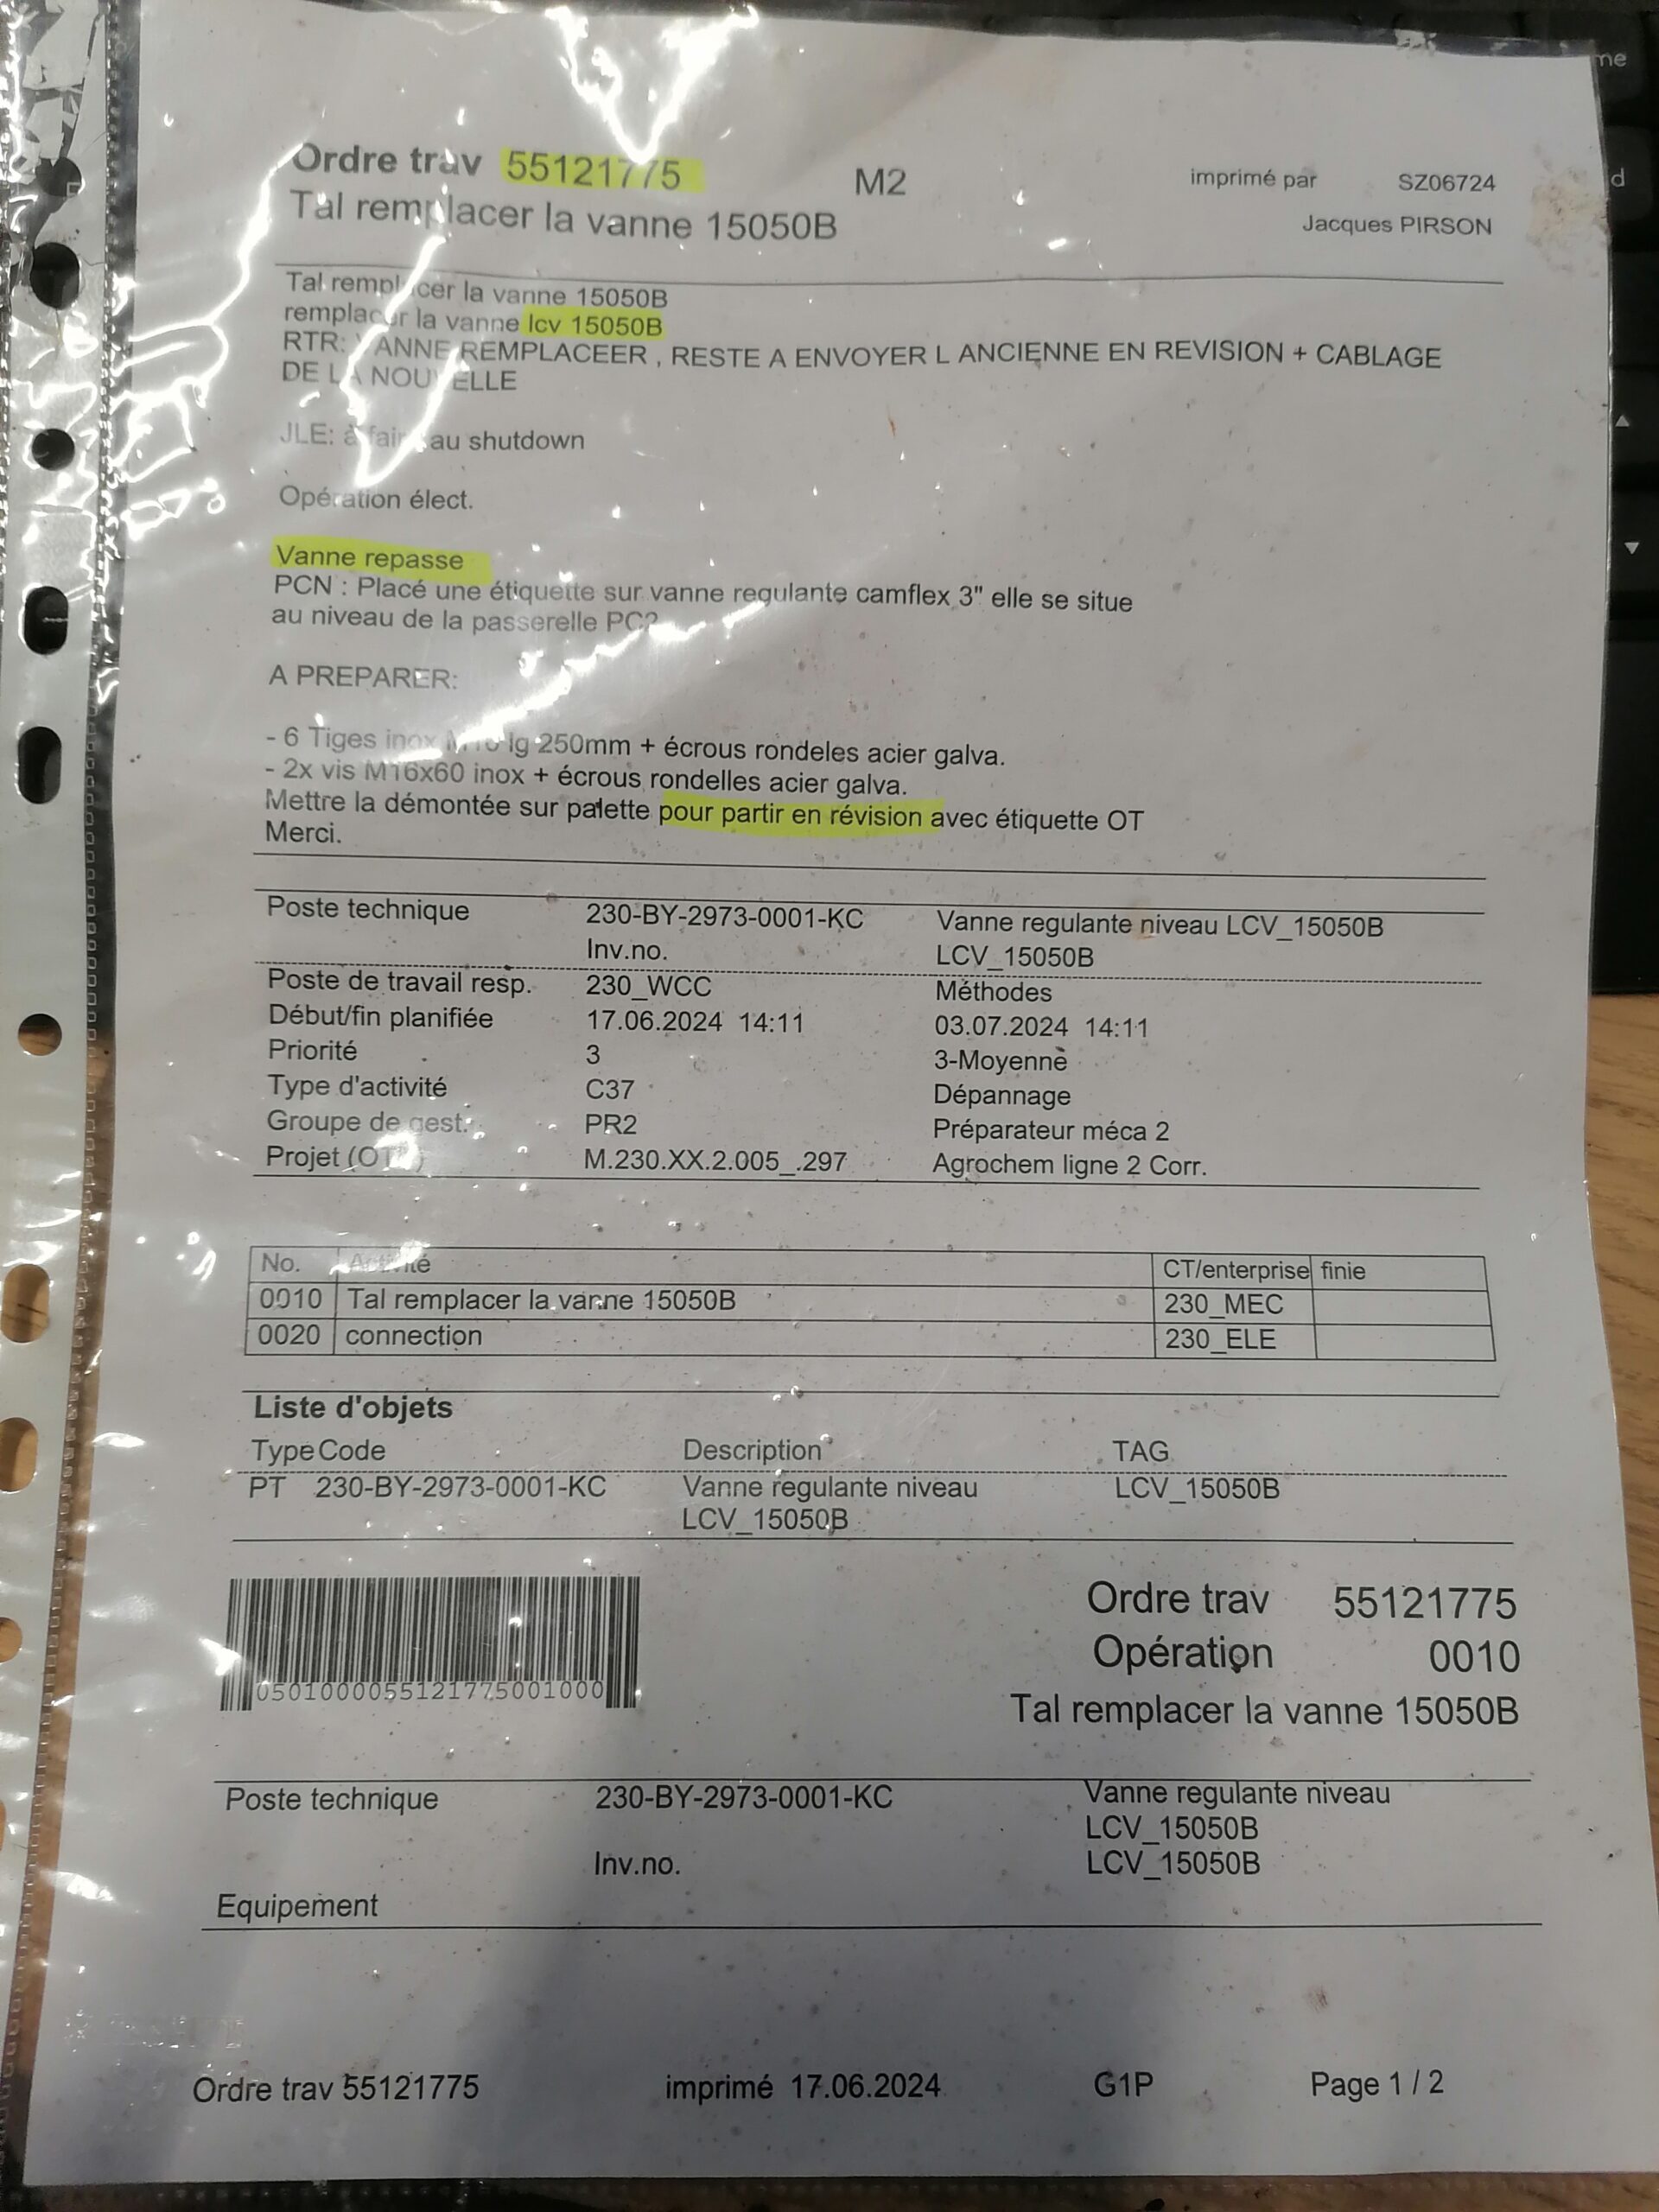 Ordre trav 55121775 M2 imprimé par SZ06724
Tal remplacer la vanne 15050B Jacques PIRSON
Tal remplacer la vanne 15050B
remplacer la vanne lcv 15050B
RTR: VANNE REMPLACEER , RESTE A ENVOYER L ANCIENNE EN REVISION + CABLAGE
DE LA NOUVELLE
JLE: à faire au shutdown
Opération élect.
Vanne repasse
PCN : Placé une étiquette sur vanne regulante camflex 3" elle se situe
au niveau de la passerelle PC2
A PREPARER:
- 6 Tiges inox lg 250mm + écrous rondeles acier galva.
- 2x vis M16x60 inox + écrous rondelles acier galva.
Mettre la démontée sur palette pour partir en révision avec étiquette OT
Merci.
Poste technique 230-BY-2973-0001-KC Vanne regulante niveau LCV_15050B
Inv.no. LCV_15050B
Poste de travail resp. 230_WCC Méthodes
Début/fin planifiée 17.06.2024 14:11 03.07.2024 14:11
Priorité 3 3-Moyenne
Type d'activité C37 Dépannage
Groupe de gest. PR2 Préparateur méca 2
Projet M.230.XX.2.005_.297 Agrochem ligne 2 Corr.
No. Activité CT/enterprise finie
0010 Tal remplacer la vanne 15050B 230_MEC
0020 connection 230_ELE
Liste d'objets
Type Code Description TAG
PT 230-BY-2973-0001-KC Vanne regulante niveau LCV_15050B
LCV_15050B
Ordre trav 55121775
Opération 0010
0501000055121775001000
Tal remplacer la vanne 15050B
Poste technique 230-BY-2973-0001-KC Vanne regulante niveau
LCV_15050B
Inv.no. LCV_15050B
Equipement
Ordre trav 55121775 imprimé 17.06.2024 G1P Page 1 / 2